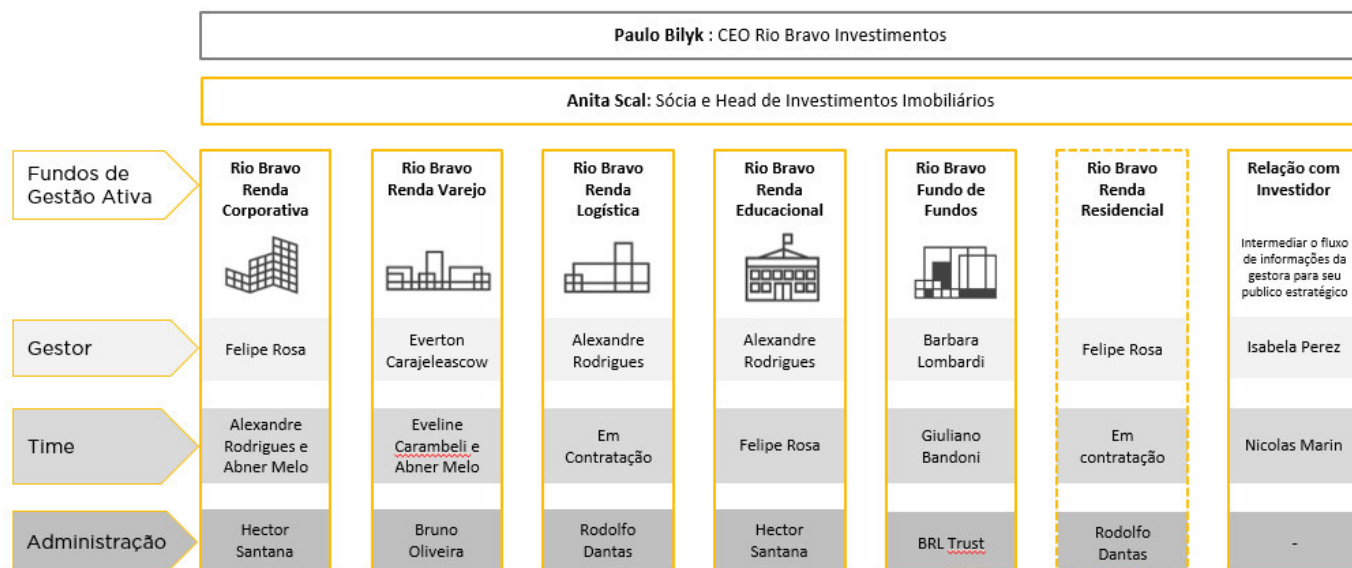 Paulo Bilyk : CEO Rio Bravo Investimentos
Anita Scal: Sócia e Head de Investimentos Imobiliários
Fundos de
Gestão Ativa
Rio Bravo
Renda
Corporativa
Rio Bravo
Renda Varejo
Rio Bravo
Renda
Logística
Rio Bravo
Renda
Educacional
Rio Bravo
Fundo de
Fundos
Rio Bravo
Renda
Residencial
Relação com
Investidor
Intermediar o fluxo
de informações da
gestora para seu
publico estratégico
Gestor
Felipe Rosa
Everton
Carajeleascow
Alexandre
Rodrigues
Alexandre
Rodrigues
Barbara
Lombardi
Felipe Rosa
Isabela Perez
Time
Alexandre
Rodrigues e
Abner Melo
Eveline
Carambeli e
Abner Melo
Em
Contratação
Felipe Rosa
Giuliano
Bandoni
Em
contratação
Nicolas Marin
Administração
Hector
Santana
Bruno
Oliveira
Rodolfo
Dantas
Hector
Santana
BRL Trust
Rodolfo
Dantas
-